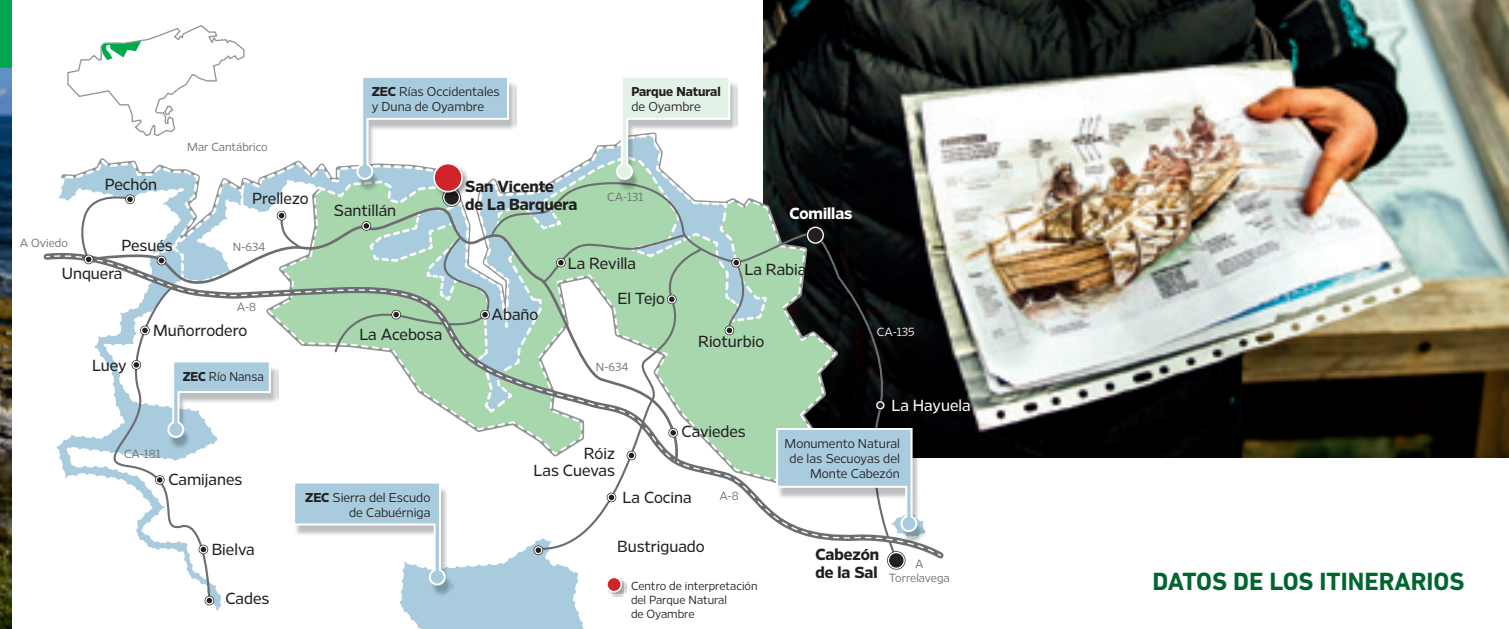 ZEC Rías Occidentales
y Duna de Oyambre
Parque Natural
de Oyambre
Mar Cantábrico
Pechón
Prellezo
Santillán
San Vicente
de La Barquera
CA-131
Comillas
A Oviedo
Unquera
Pesués
N-634
La Revilla
La Rabia
A-8
El Tejo
Abaño
La Acebosa
Rioturbio
CA-135
Muñorrodero
Luey
ZEC Río Nansa
N-634
La Hayuela
CA-181
Caviedes
Monumento Natural
de las Secuoyas del
Monte Cabezón
Róiz
Las Cuevas
Camijanes
ZEC Sierra del Escudo
de Cabuérniga
La Cocina
A-8
Bielva
Bustriguado
Cabezón
de la Sal
A
Torrelavega
Cades
Centro de interpretación
del Parque Natural
de Oyambre
DATOS DE LOS ITINERARIOS